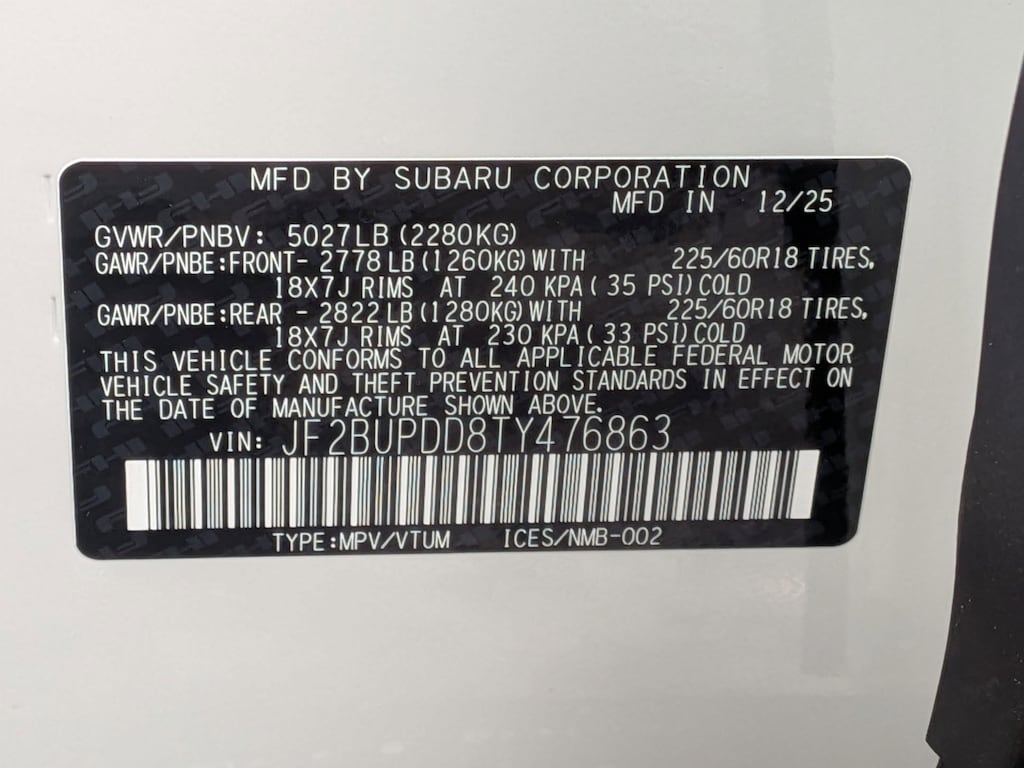 MFD BY SUBARU CORPORATION
MFD IN 12/25
GVWR/PNBV: 5027LB (2280KG)
GAWR/PNBE:FRONT- 2778 LB (1260KG) WITH 225/60R18 TIRES,
18X7J RIMS AT 240 KPA ( 35 PSI) COLD
GAWR/PNBE:REAR - 2822 LB (1280KG) WITH 225/60R18 TIRES,
18X7J RIMS AT 230 KPA ( 33 PSI) COLD
THIS VEHICLE CONFORMS TO ALL APPLICABLE FEDERAL MOTOR
VEHICLE SAFETY AND THEFT PREVENTION STANDARDS IN EFFECT ON
THE DATE OF MANUFACTURE SHOWN ABOVE.
VIN: JF2BUPDD8TY476863
TYPE:MPV/VTUM ICES/NMB-002